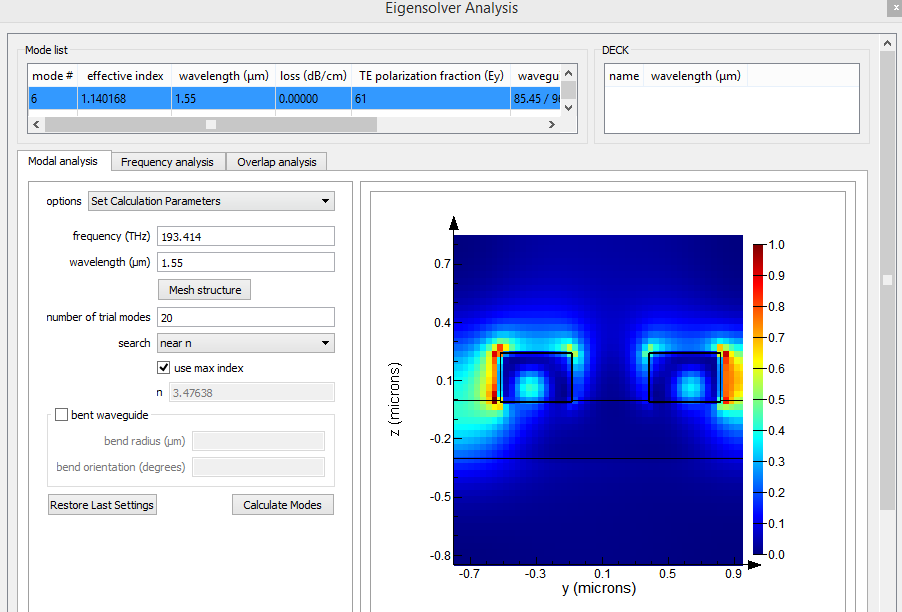 Eigensolver Analysis
Mode list
mode # effective index wavelength (µm) loss (dB/cm) TE polarization fraction (Ey) wavegu
6 1.140168 1.55 0.00000 61 85.45 / 9
DECK
name wavelength (µm)
Modal analysis Frequency analysis Overlap analysis
options Set Calculation Parameters
frequency (THz) 193.414
wavelength (µm) 1.55
Mesh structure
number of trial modes 20
search near n
use max index
n 3.47638
bent waveguide
bend radius (µm)
bend orientation (degrees)
Restore Last Settings Calculate Modes
z (microns)
0.7
0.4
0.1
-0.2
-0.5
-0.8
-0.7 -0.3 0.1 0.5 0.9
y (microns)
1.0
0.9
0.8
0.7
0.6
0.5
0.4
0.3
0.2
0.1
0.0